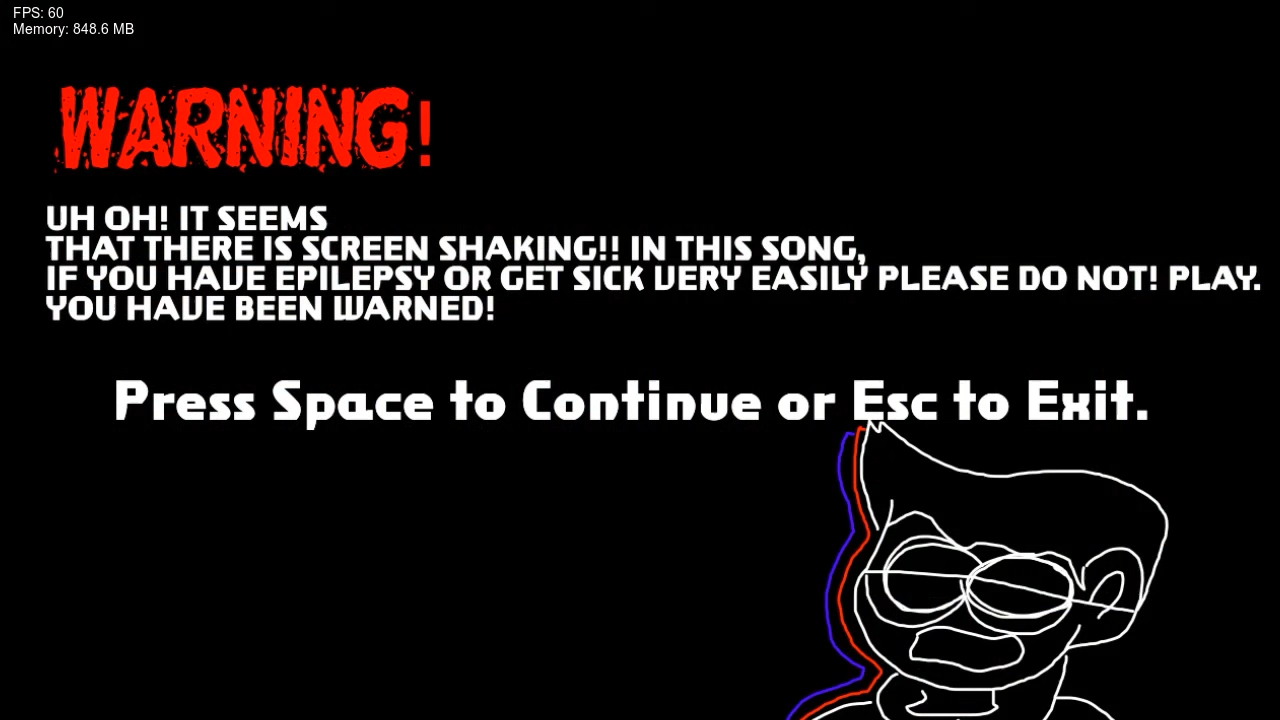 FPS: 60
Memory: 848.6 MB
WARNING!
UH OH! IT SEEMS
THAT THERE IS SCREEN SHAKING!! IN THIS SONG,
IF YOU HAVE EPILEPSY OR GET SICK VERY EASILY PLEASE DO NOT! PLAY.
YOU HAVE BEEN WARNED!
Press Space to Continue or Esc to Exit.